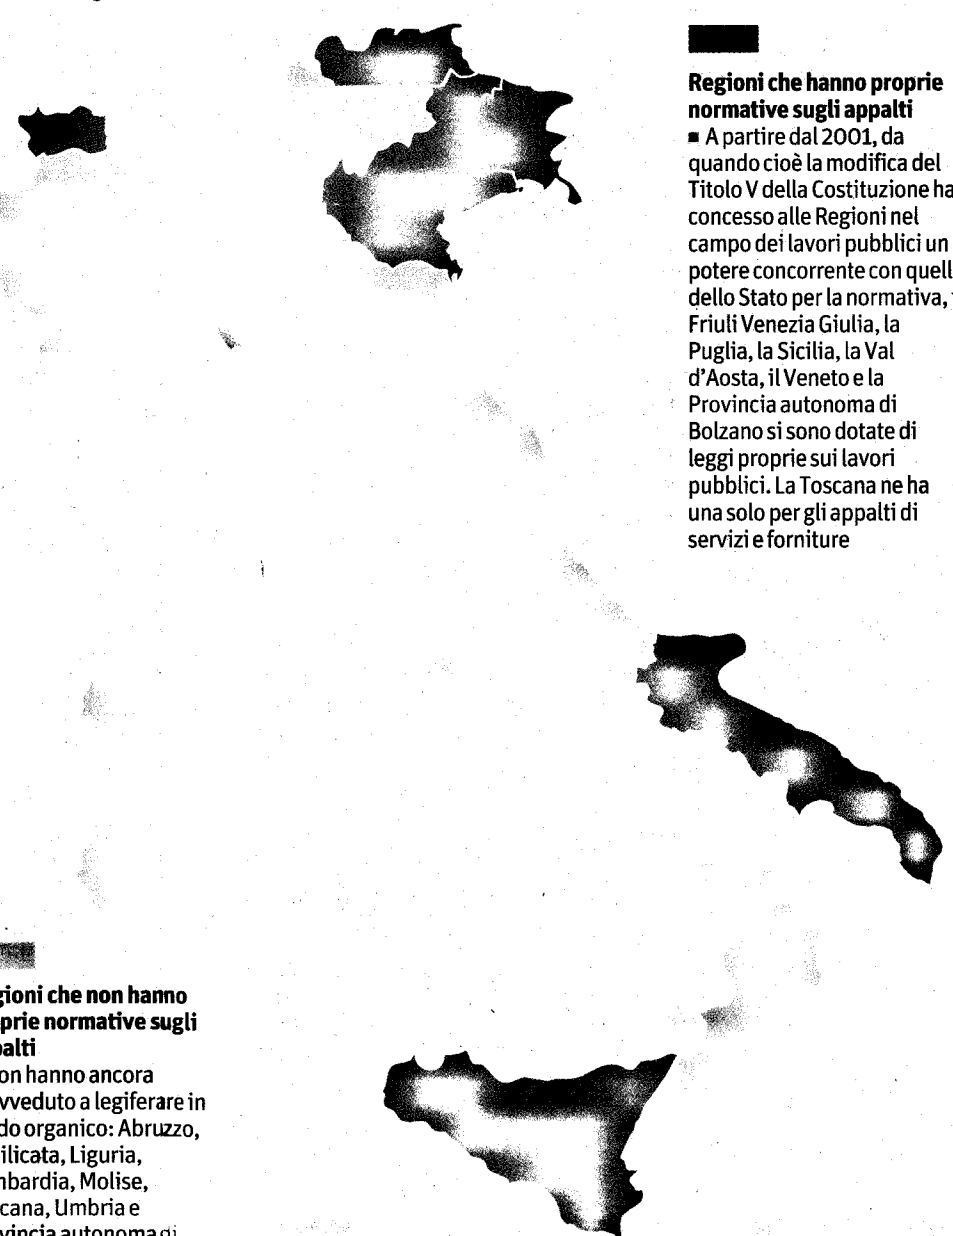 Regioni che hanno proprie
normative sugli appalti
■ A partire dal 2001, da
quando cioè la modifica del
Titolo V della Costituzione ha
concesso alle Regioni nel
campo dei lavori pubblici un
potere concorrente con quell
dello Stato per la normativa,
Friuli Venezia Giulia, la
Puglia, la Sicilia, la Val
d'Aosta, il Veneto e la
Provincia autonoma di
Bolzano si sono dotate di
leggi proprie sui lavori
pubblici. La Toscana ne ha
una solo per gli appalti di
servizi e forniture
gioni che non hanno
prie normative sugli
palti
on hanno ancora
vveduto a legiferare in
do organico: Abruzzo,
ilicata, Liguria,
mbardia, Molise,
cana, Umbria e
vincia autonoma di